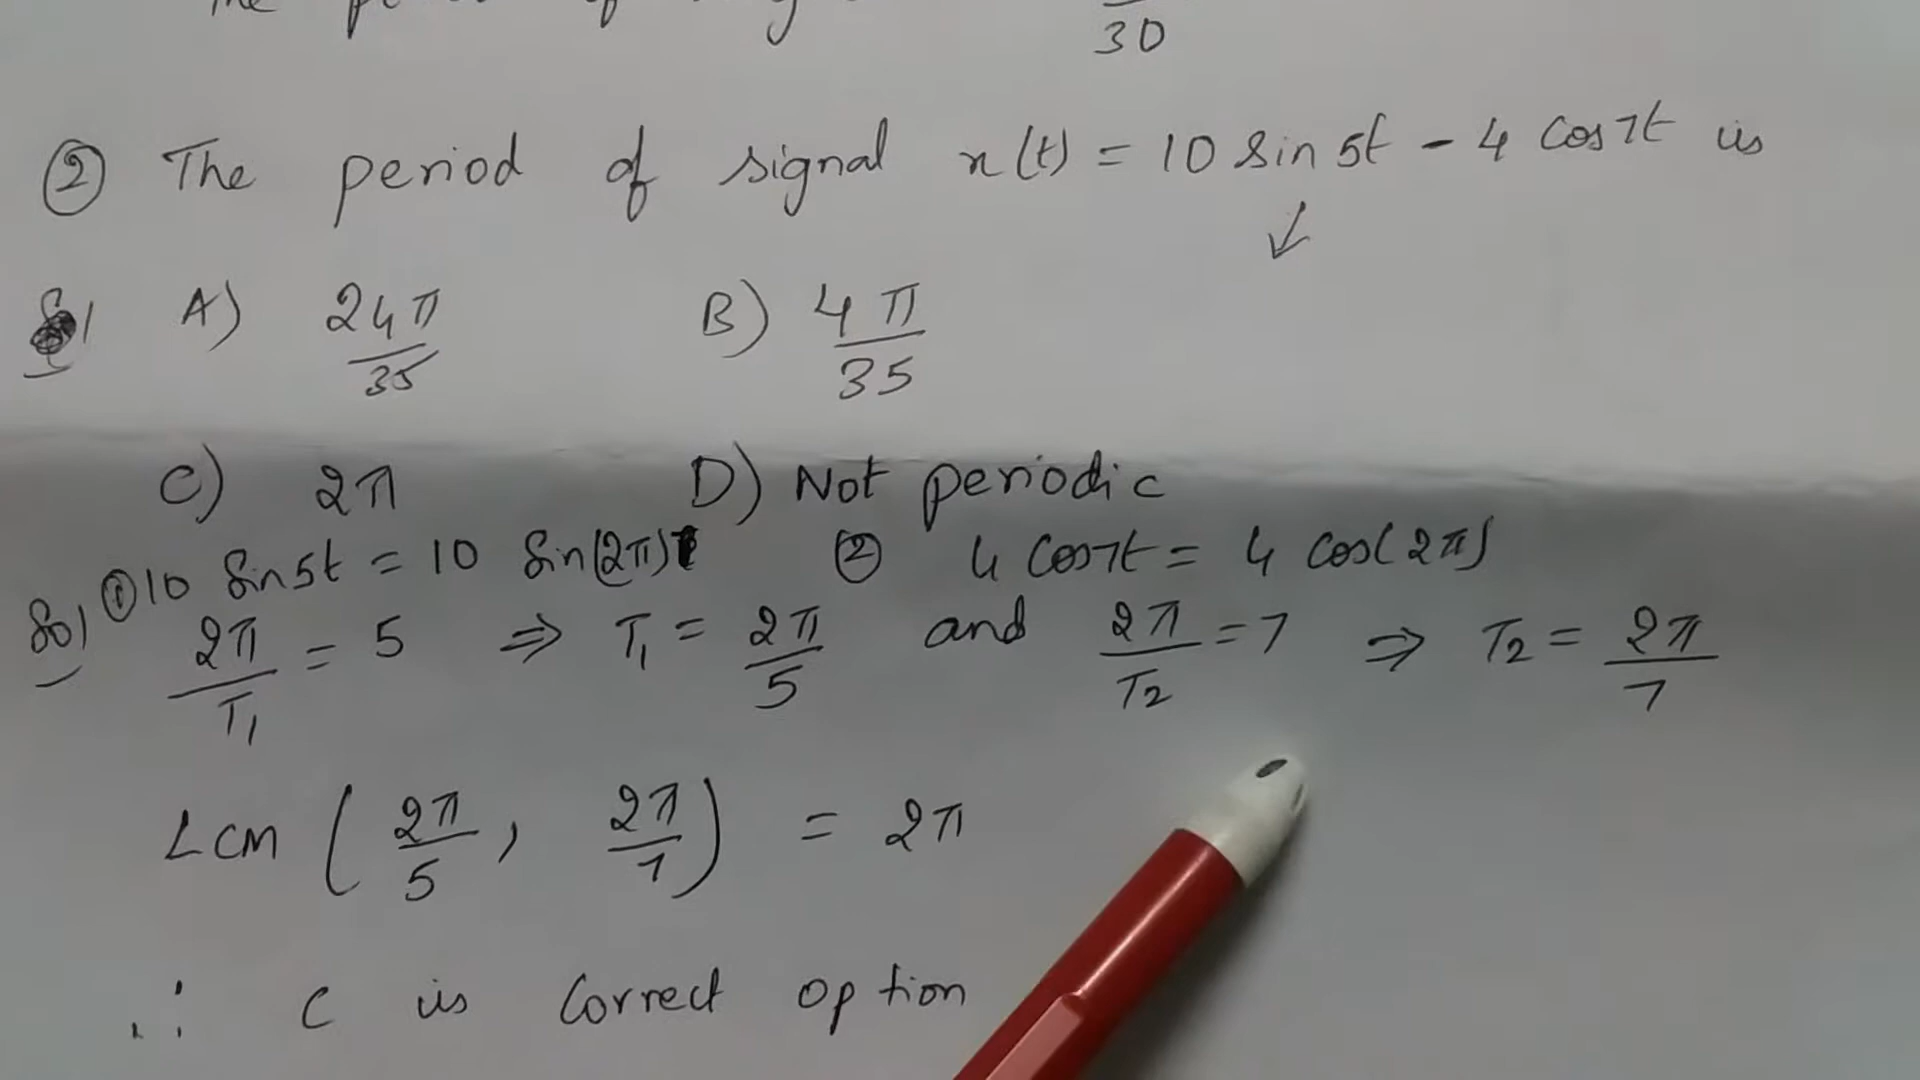 30
② The period of signal x(t) = 10 sin 5t - 4 cos 7t is
A) 24π/35 B) 4π/35
C) 2π D) Not periodic
Sol ① 10 sin 5t = 10 sin(2π)t ② 4 cos 7t = 4 cos(2π)
2π/T₁ = 5 ⇒ T₁ = 2π/5 and 2π/T₂ = 7 ⇒ T₂ = 2π/7
LCM (2π/5, 2π/7) = 2π
∴ C is correct option